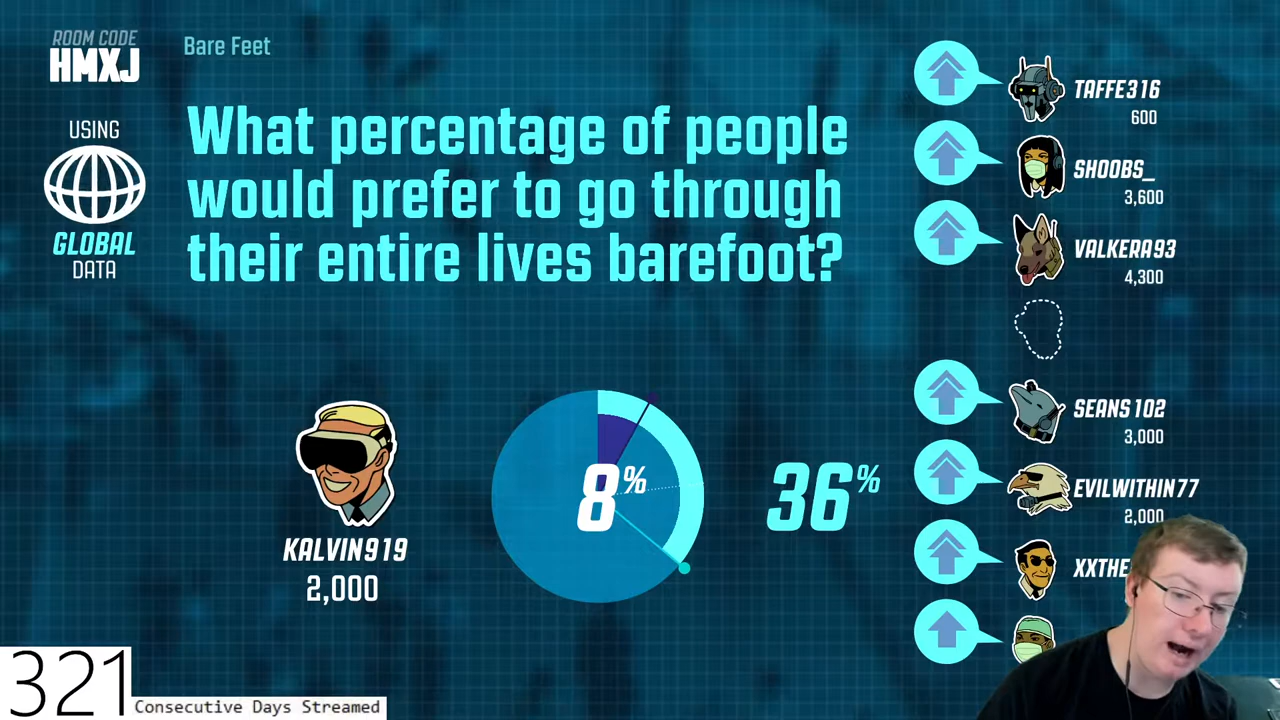 ROOM CODE
HMXJ
Bare Feet
USING
GLOBAL
DATA
What percentage of people
would prefer to go through
their entire lives barefoot?
8%
36%
KALVIN919
2,000
TAFFE316
600
SHOOBS_
3,600
VALKERA93
4,300
SEANS102
3,000
EVILWITHIN77
2,000
XXTHE
321
Consecutive Days Streamed